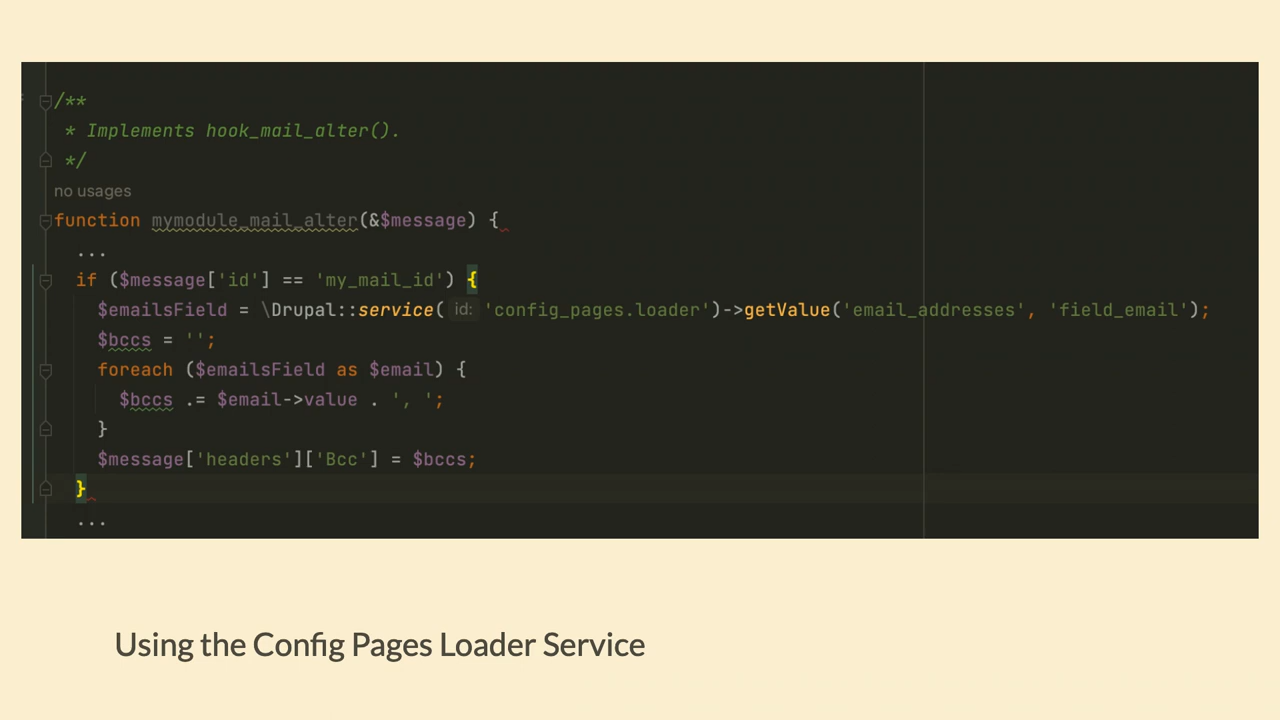 /**
 * Implements hook_mail_alter().
 */
no usages
function mymodule_mail_alter(&$message) {
  ...
  if ($message['id'] == 'my_mail_id') {
    $emailsField = \Drupal::service( id: 'config_pages.loader')->getValue('email_addresses', 'field_email');
    $bccs = '';
    foreach ($emailsField as $email) {
      $bccs .= $email->value . ', ';
    }
    $message['headers']['Bcc'] = $bccs;
  }
  ...
Using the Config Pages Loader Service